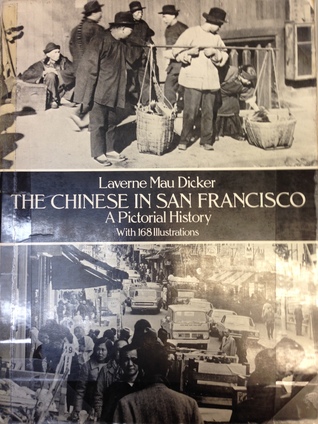 Laverne Mau Dicker
THE CHINESE IN SAN FRANCISCO
A Pictorial History
With 168 Illustrations